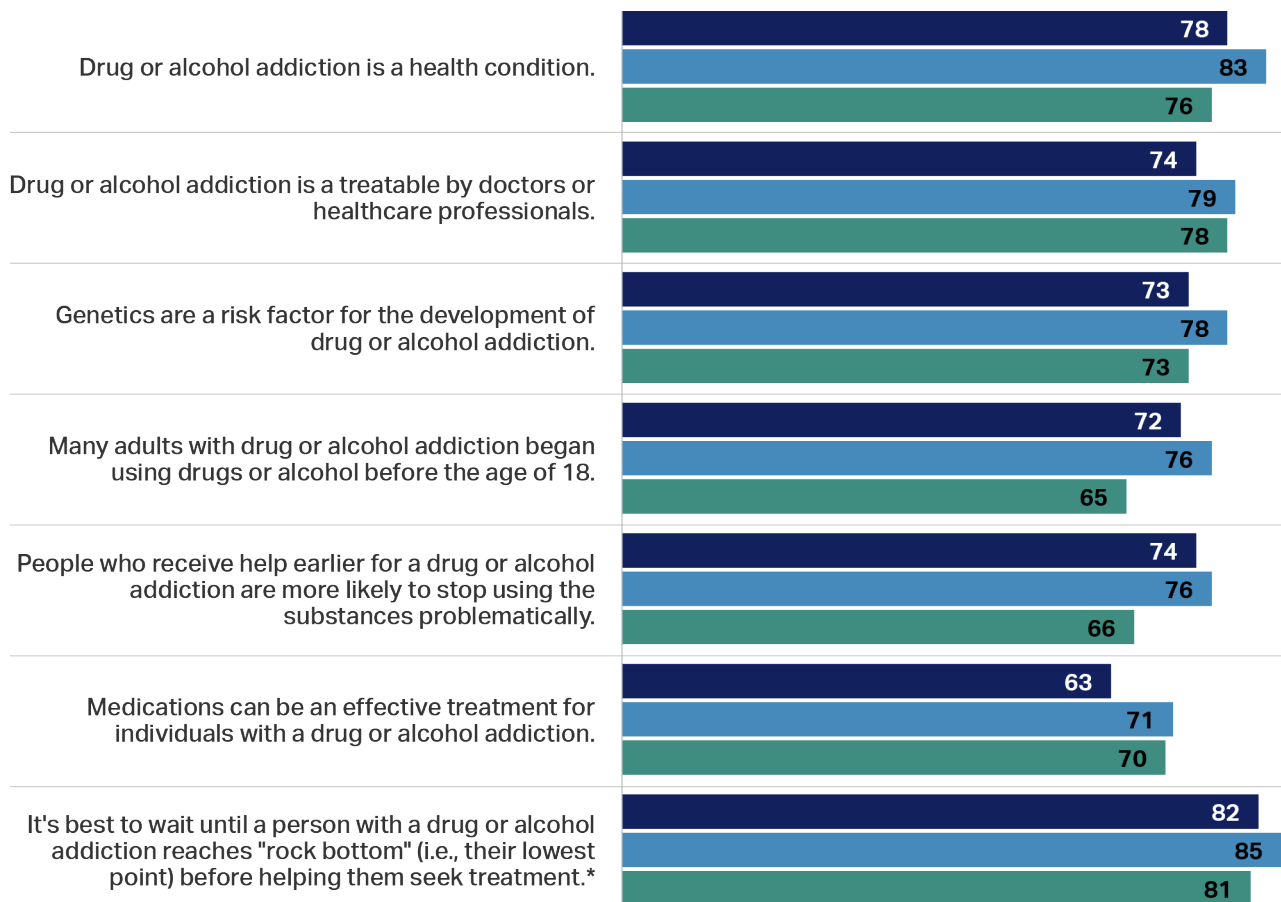 78
Drug or alcohol addiction is a health condition.
83
76
74
Drug or alcohol addiction is a treatable by doctors or
healthcare professionals.
79
78
73
Genetics are a risk factor for the development of
drug or alcohol addiction.
78
73
72
Many adults with drug or alcohol addiction began
using drugs or alcohol before the age of 18.
76
65
74
People who receive help earlier for a drug or alcohol
addiction are more likely to stop using the
substances problematically.
76
66
63
Medications can be an effective treatment for
individuals with a drug or alcohol addiction.
71
70
82
It's best to wait until a person with a drug or alcohol
addiction reaches "rock bottom" (i.e., their lowest
point) before helping them seek treatment.*
85
81